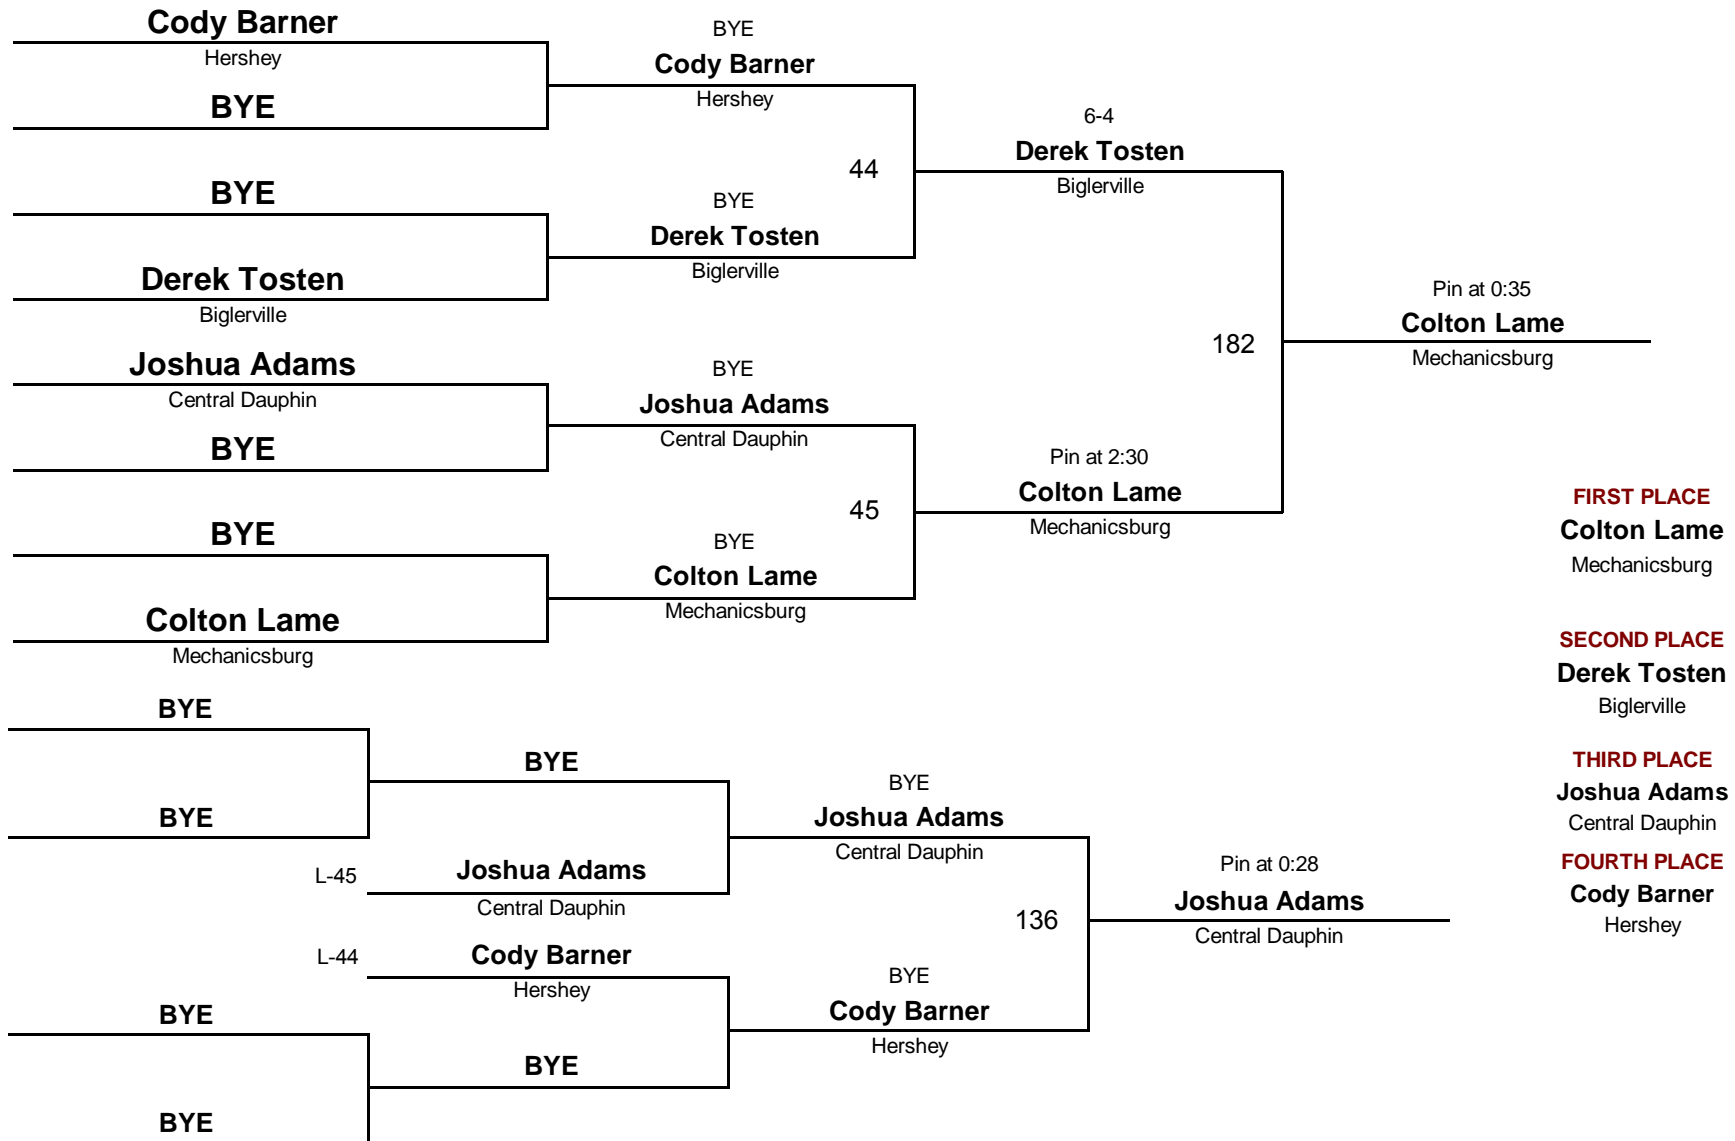 Cody Barner
Hershey
BYE
BYE
Derek Tosten
Biglerville
Joshua Adams
Central Dauphin
BYE
BYE
Colton Lame
Mechanicsburg
BYE
Cody Barner
Hershey
44
BYE
Derek Tosten
Biglerville
BYE
Joshua Adams
Central Dauphin
45
BYE
Colton Lame
Mechanicsburg
6-4
Derek Tosten
Biglerville
182
Pin at 2:30
Colton Lame
Mechanicsburg
Pin at 0:35
Colton Lame
Mechanicsburg
FIRST PLACE
Colton Lame
Mechanicsburg
SECOND PLACE
Derek Tosten
Biglerville
THIRD PLACE
Joshua Adams
Central Dauphin
FOURTH PLACE
Cody Barner
Hershey
BYE
BYE
BYE
BYE
BYE
L-45
Joshua Adams
Central Dauphin
L-44
Cody Barner
Hershey
BYE
BYE
Joshua Adams
Central Dauphin
136
BYE
Cody Barner
Hershey
Pin at 0:28
Joshua Adams
Central Dauphin